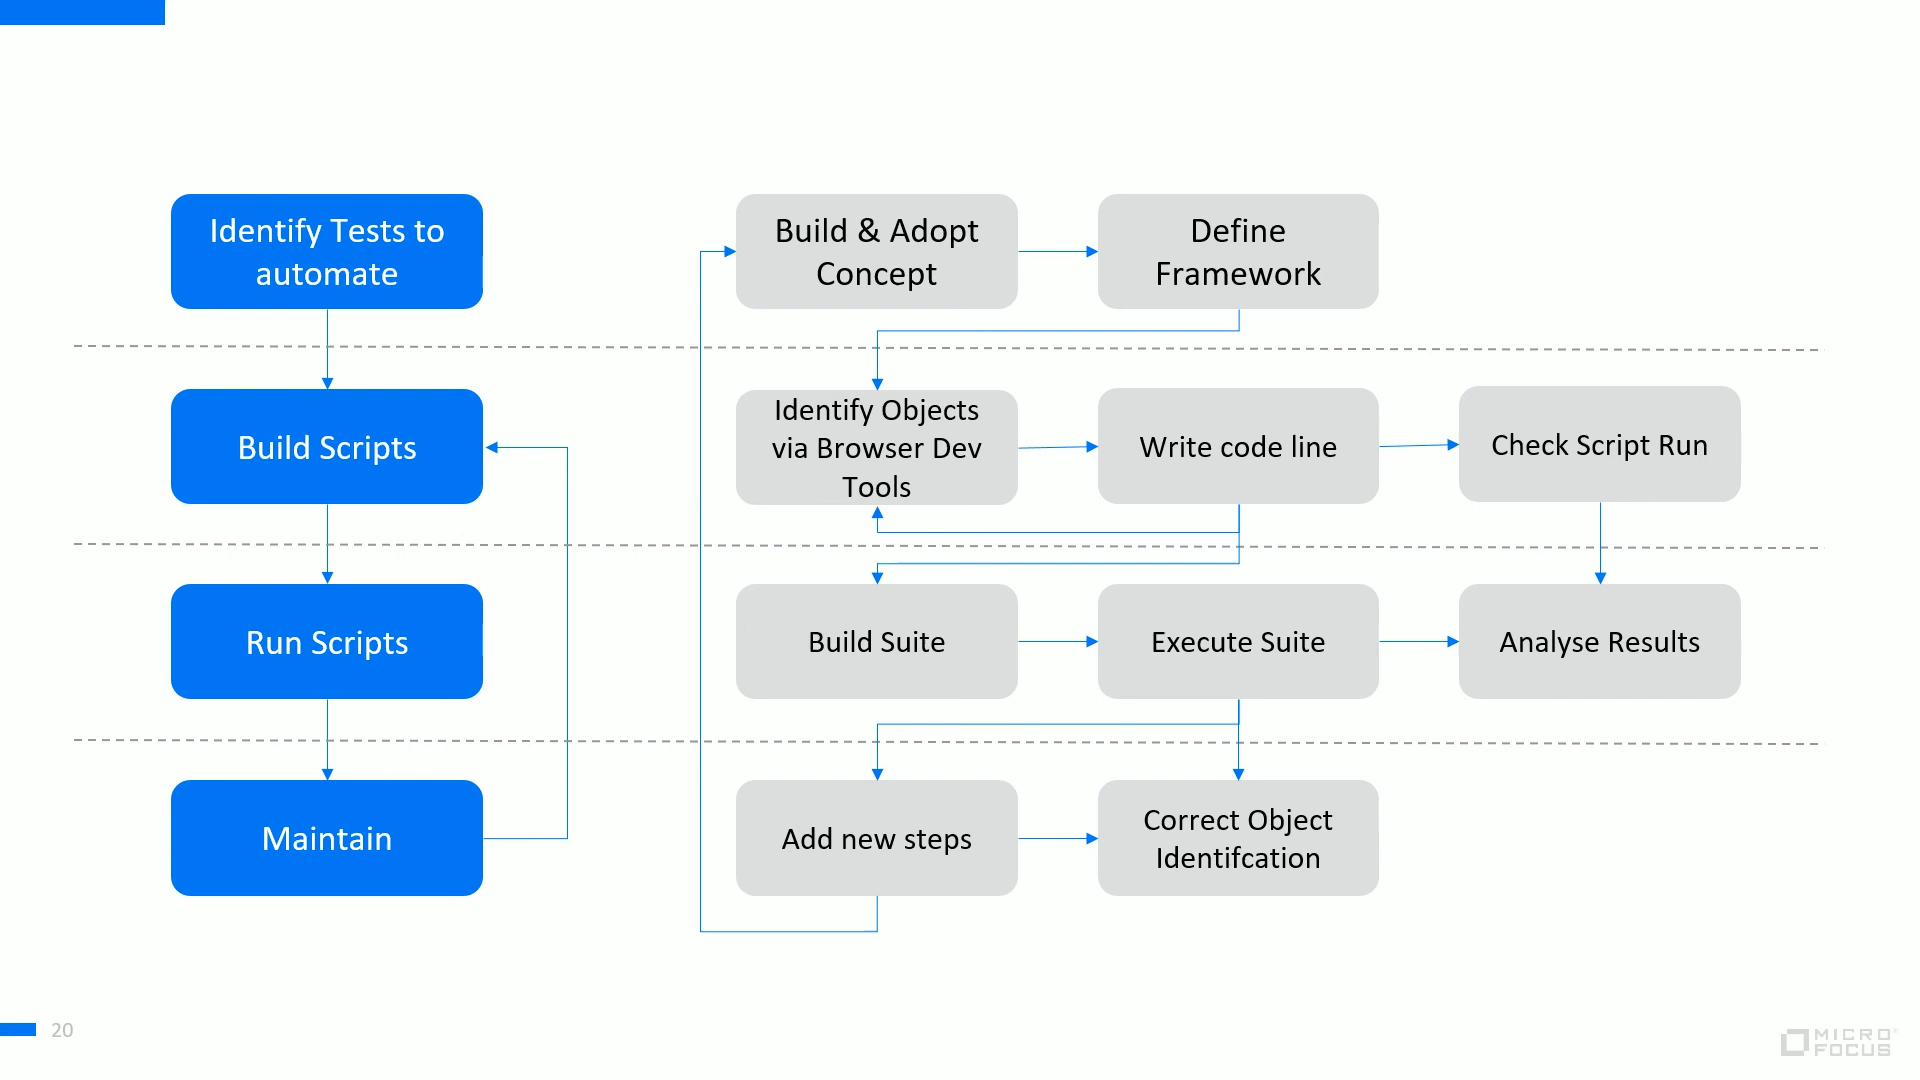 Identify Tests to
automate
Build & Adopt
Concept
Define
Framework
Build Scripts
Identify Objects
via Browser Dev
Tools
Write code line
Check Script Run
Run Scripts
Build Suite
Execute Suite
Analyse Results
Maintain
Add new steps
Correct Object
Identifcation
20
MICRO
FOCUS